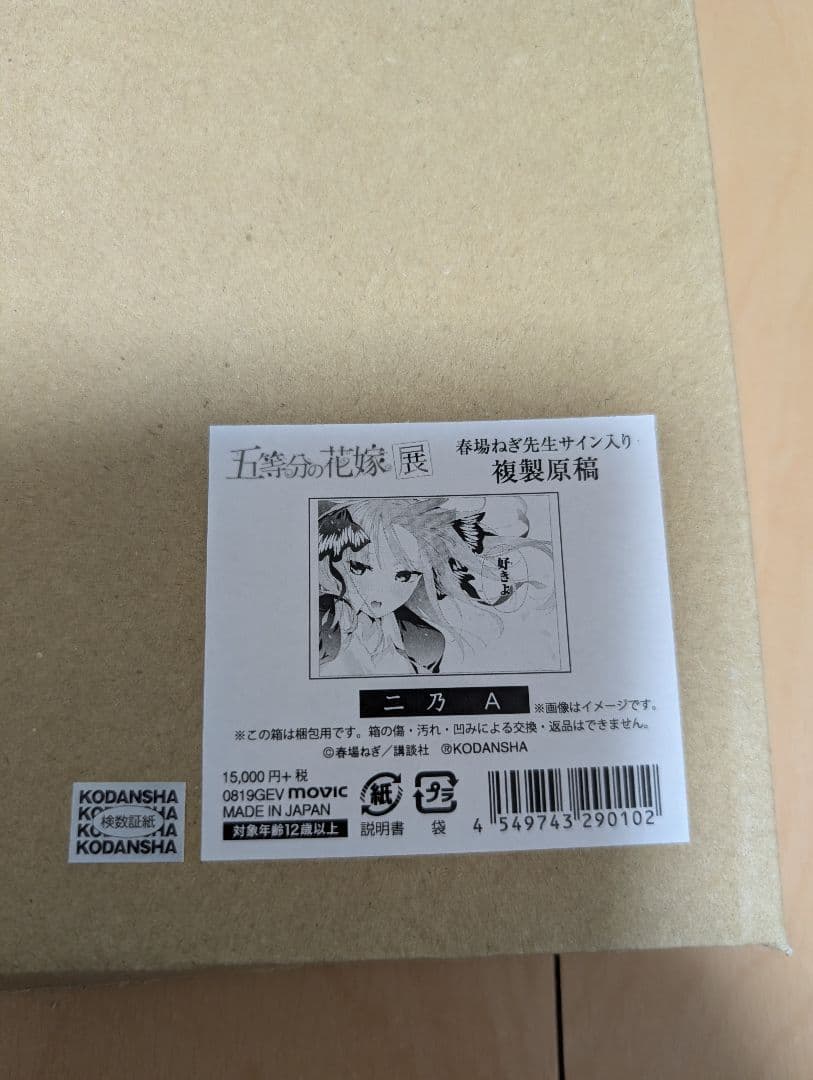 五等分の花嫁 展
春場ねぎ先生サイン入り
複製原稿
好きよ
二乃 A
※画像はイメージです。
※この箱は梱包用です。箱の傷・汚れ・凹みによる交換・返品はできません。
©春場ねぎ/講談社 ®KODANSHA
15,000円+税
0819GEV movic
MADE IN JAPAN
対象年齢12歳以上
紙
説明書
プラ
袋
4 549743 290102
KODANSHA
KODANSHA
検数証紙
KODANSHA
KODANSHA